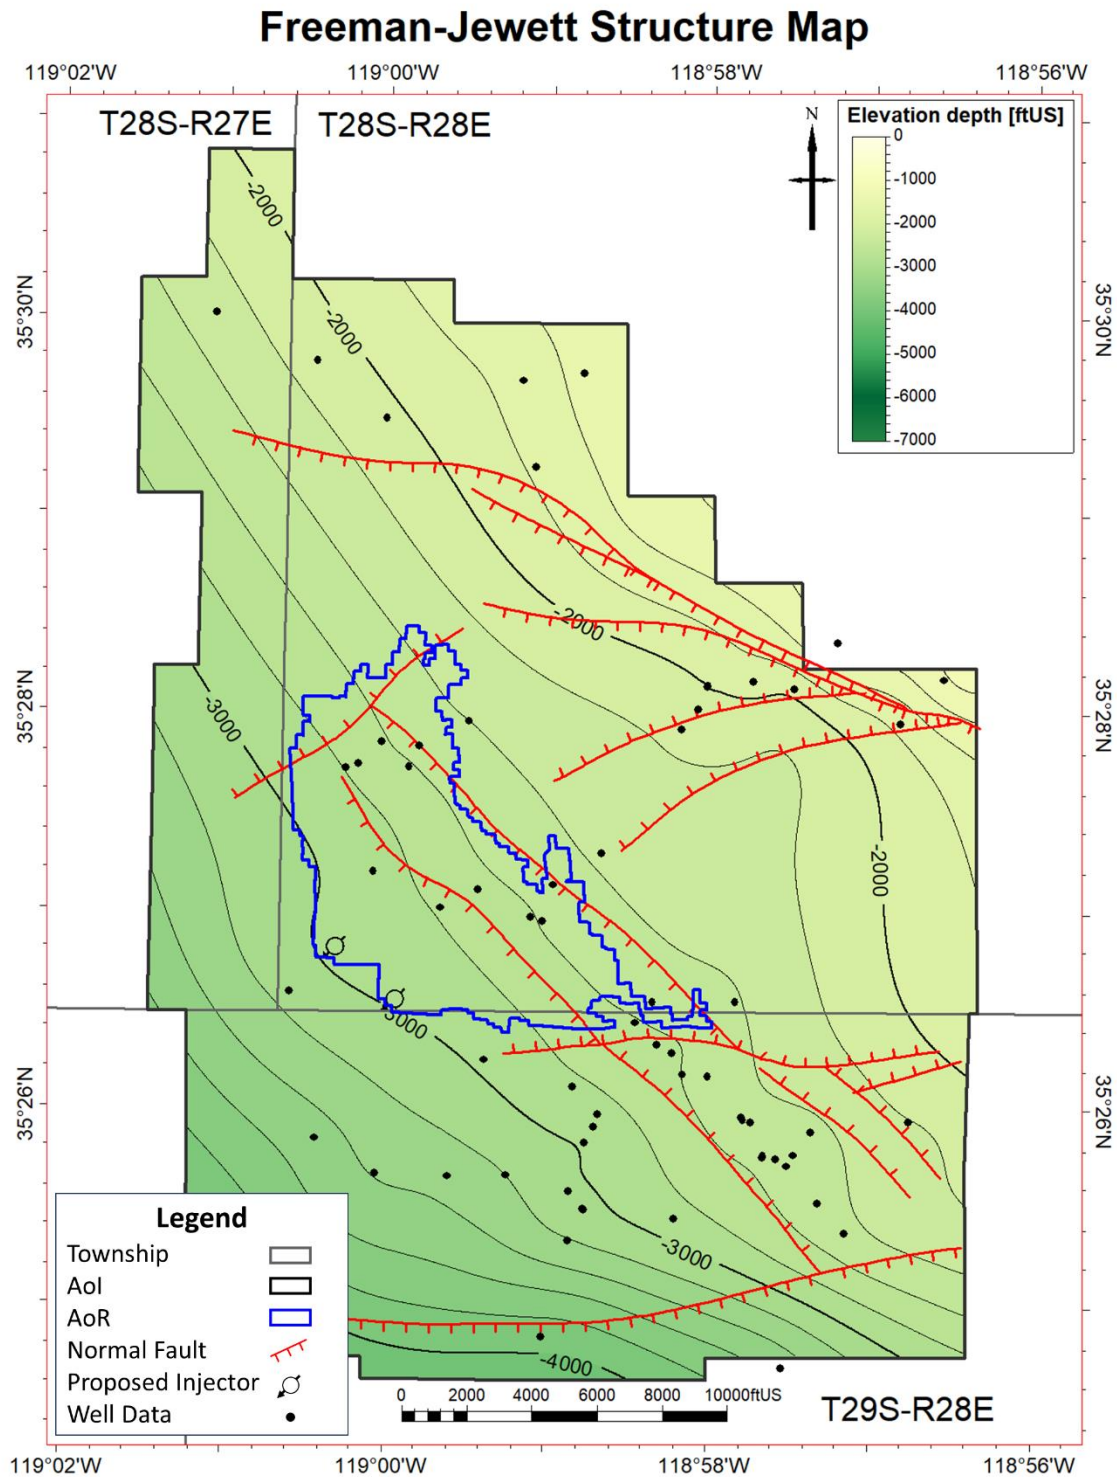 Freeman-Jewett Structure Map
119°02'W 119°00'W 118°58'W 118°56'W
T28S-R27E T28S-R28E
N
Elevation depth [ftUS]
0
-1000
-2000
-3000
-4000
-5000
-6000
-7000
-2000
35°30'N 35°30'N
-2000
-2000
35°28'N 35°28'N
-3000
-2000
-3000
35°26'N 35°26'N
-3000
-4000
Legend
Township
AoI
AoR
Normal Fault
Proposed Injector
Well Data
0 2000 4000 6000 8000 10000ftUS
T29S-R28E
119°02'W 119°00'W 118°58'W 118°56'W